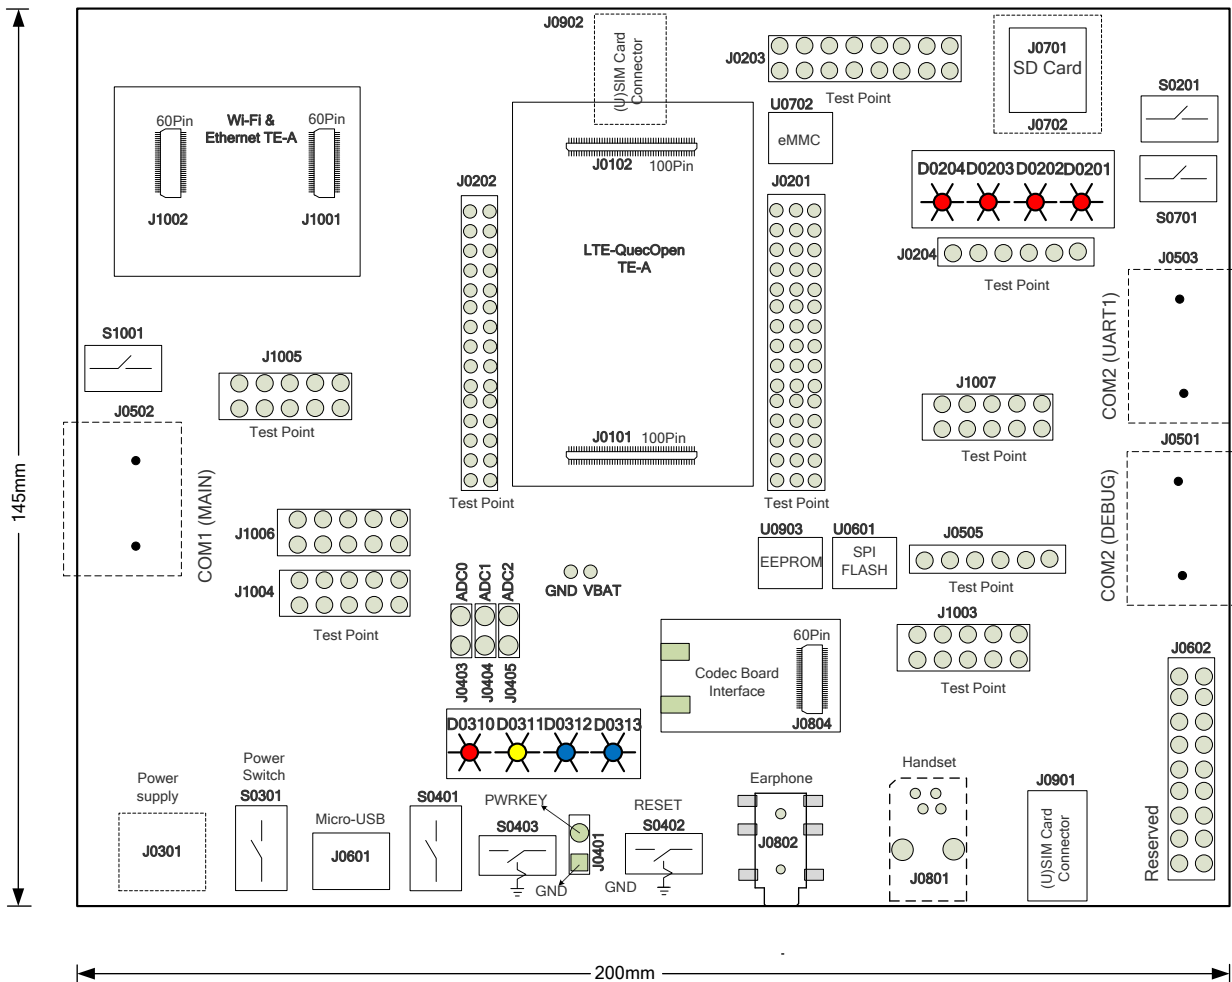 J0902
(U)SIM Card
Connector
J0203
Test Point
J0701
SD Card
J0702
S0201
S0701
U0702
eMMC
60Pin
Wi-Fi &
Ethernet TE-A
60Pin
J1002
J1001
J0102
100Pin
J0202
J0201
LTE-QuecOpen
TE-A
D0204
D0203
D0202
D0201
J0204
Test Point
J0503
COM2 (UART1)
S1001
J1005
Test Point
J0502
COM1 (MAIN)
J0101
100Pin
Test Point
Test Point
J1007
Test Point
J0501
COM2 (DEBUG)
145mm
J1006
J1004
Test Point
ADC0
ADC1
ADC2
J0403
J0404
J0405
GND VBAT
U0903
EEPROM
U0601
SPI
FLASH
J0505
Test Point
J1003
Test Point
60Pin
Codec Board
Interface
J0804
J0602
Reserved
D0310
D0311
D0312
D0313
Power
supply
J0301
Power
Switch
S0301
Micro-USB
J0601
S0401
PWRKEY
S0403
GND
J0401
RESET
S0402
GND
Earphone
J0802
Handset
J0801
J0901
(U)SIM Card
Connector
200mm